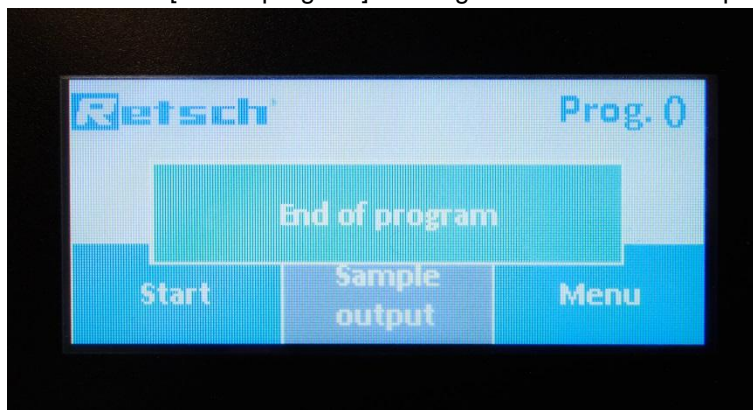 Retsch
Prog. 0
End of program
Start
Sample
output
Menu